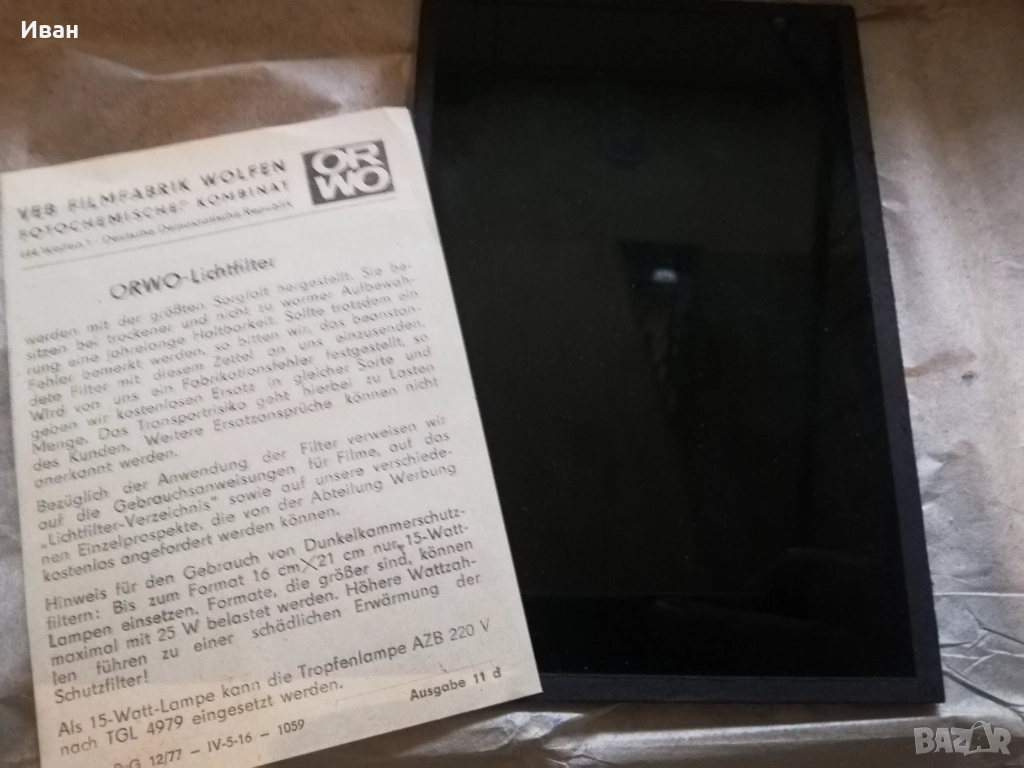 Иван
VEB FILMFABRIK WOLFEN
FOTOCHEMISCHES KOMBINAT
Wolfen 1 · Deutsche Demokratische Republik
OR
WO
ORWO-Lichtfilter
werden mit der größten Sorgfalt hergestellt. Sie be-
sitzen bei trockener und nicht zu warmer Aufbewah-
rung eine jahrelange Haltbarkeit. Sollte trotzdem ein
Fehler bemerkt werden, so bitten wir, das beanstan-
dete Filter mit diesem Zettel an uns einzusenden.
Wird von uns ein Fabrikationsfehler festgestellt, so
geben wir kostenlosen Ersatz in gleicher Sorte und
Menge. Das Transportrisiko geht hierbei zu Lasten
des Kunden. Weitere Ersatzansprüche können nicht
anerkannt werden.
Bezüglich der Anwendung der Filter verweisen wir
auf die Gebrauchsanweisungen für Filme, auf das
„Lichtfilter-Verzeichnis" sowie auf unsere verschiede-
nen Einzelprospekte, die von der Abteilung Werbung
kostenlos angefordert werden können.
Hinweis für den Gebrauch von Dunkelkammerschutz-
filtern: Bis zum Format 16 cm × 21 cm nur 15-Watt-
Lampen einsetzen. Formate, die größer sind, können
maximal mit 25 W belastet werden. Höhere Wattzah-
len führen zu einer schädlichen Erwärmung der
Schutzfilter!
Als 15-Watt-Lampe kann die Tropfenlampe AZB 220 V
nach TGL 4979 eingesetzt werden.
Ausgabe 11 d
G 12/77 – IV-5-16 – 1059
BAZAR